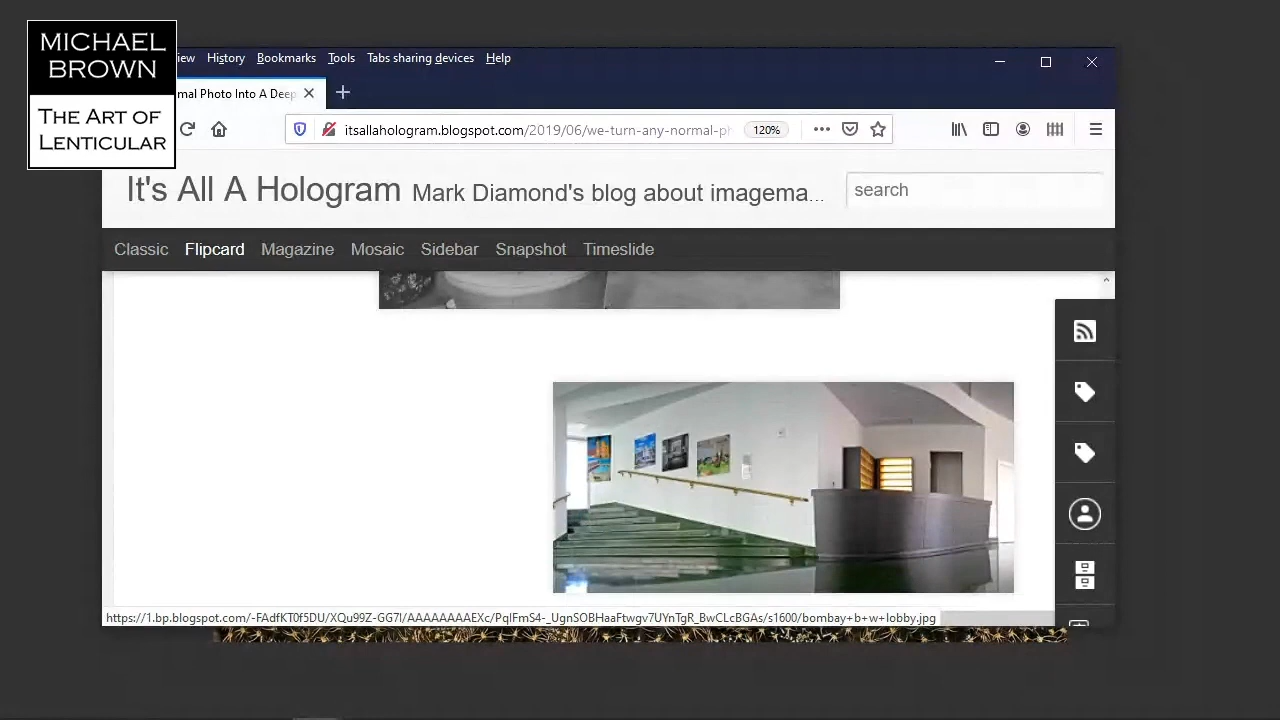 MICHAEL
BROWN
THE ART OF
LENTICULAR
iew History Bookmarks Tools Tabs sharing devices Help
mal Photo Into A Deep
itsallahologram.blogspot.com/2019/06/we-turn-any-normal-ph
120%
It's All A Hologram Mark Diamond's blog about imagema...
search
Classic Flipcard Magazine Mosaic Sidebar Snapshot Timeslide
https://1.bp.blogspot.com/-FAdfKT0f5DU/XQu99Z-GG7I/AAAAAAAAEXc/PqIFmS4-_UgnSOBHaaFtwgv7UYnTgR_BwCLcBGAs/s1600/bombay+b+w+lobby.jpg